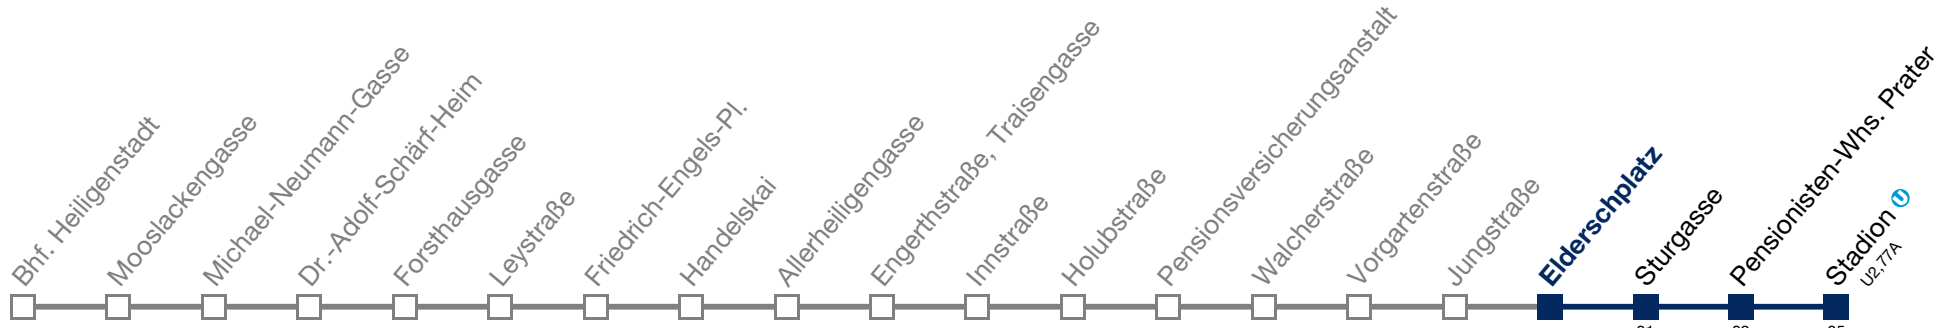 Bhf. Heiligenstadt
Mooslackengasse
Michael-Neumann-Gasse
Dr.-Adolf-Schärf-Heim
Forsthausgasse
Leystraße
Friedrich-Engels-Pl.
Handelskai
Allerheiligengasse
Engerthstraße, Traisengasse
Innstraße
Holubstraße
Pensionsversicherungsanstalt
Walcherstraße
Vorgartenstraße
Jungstraße
Elderschplatz
Sturgasse
Pensionisten-Whs. Prater
Stadion U
U2,77A